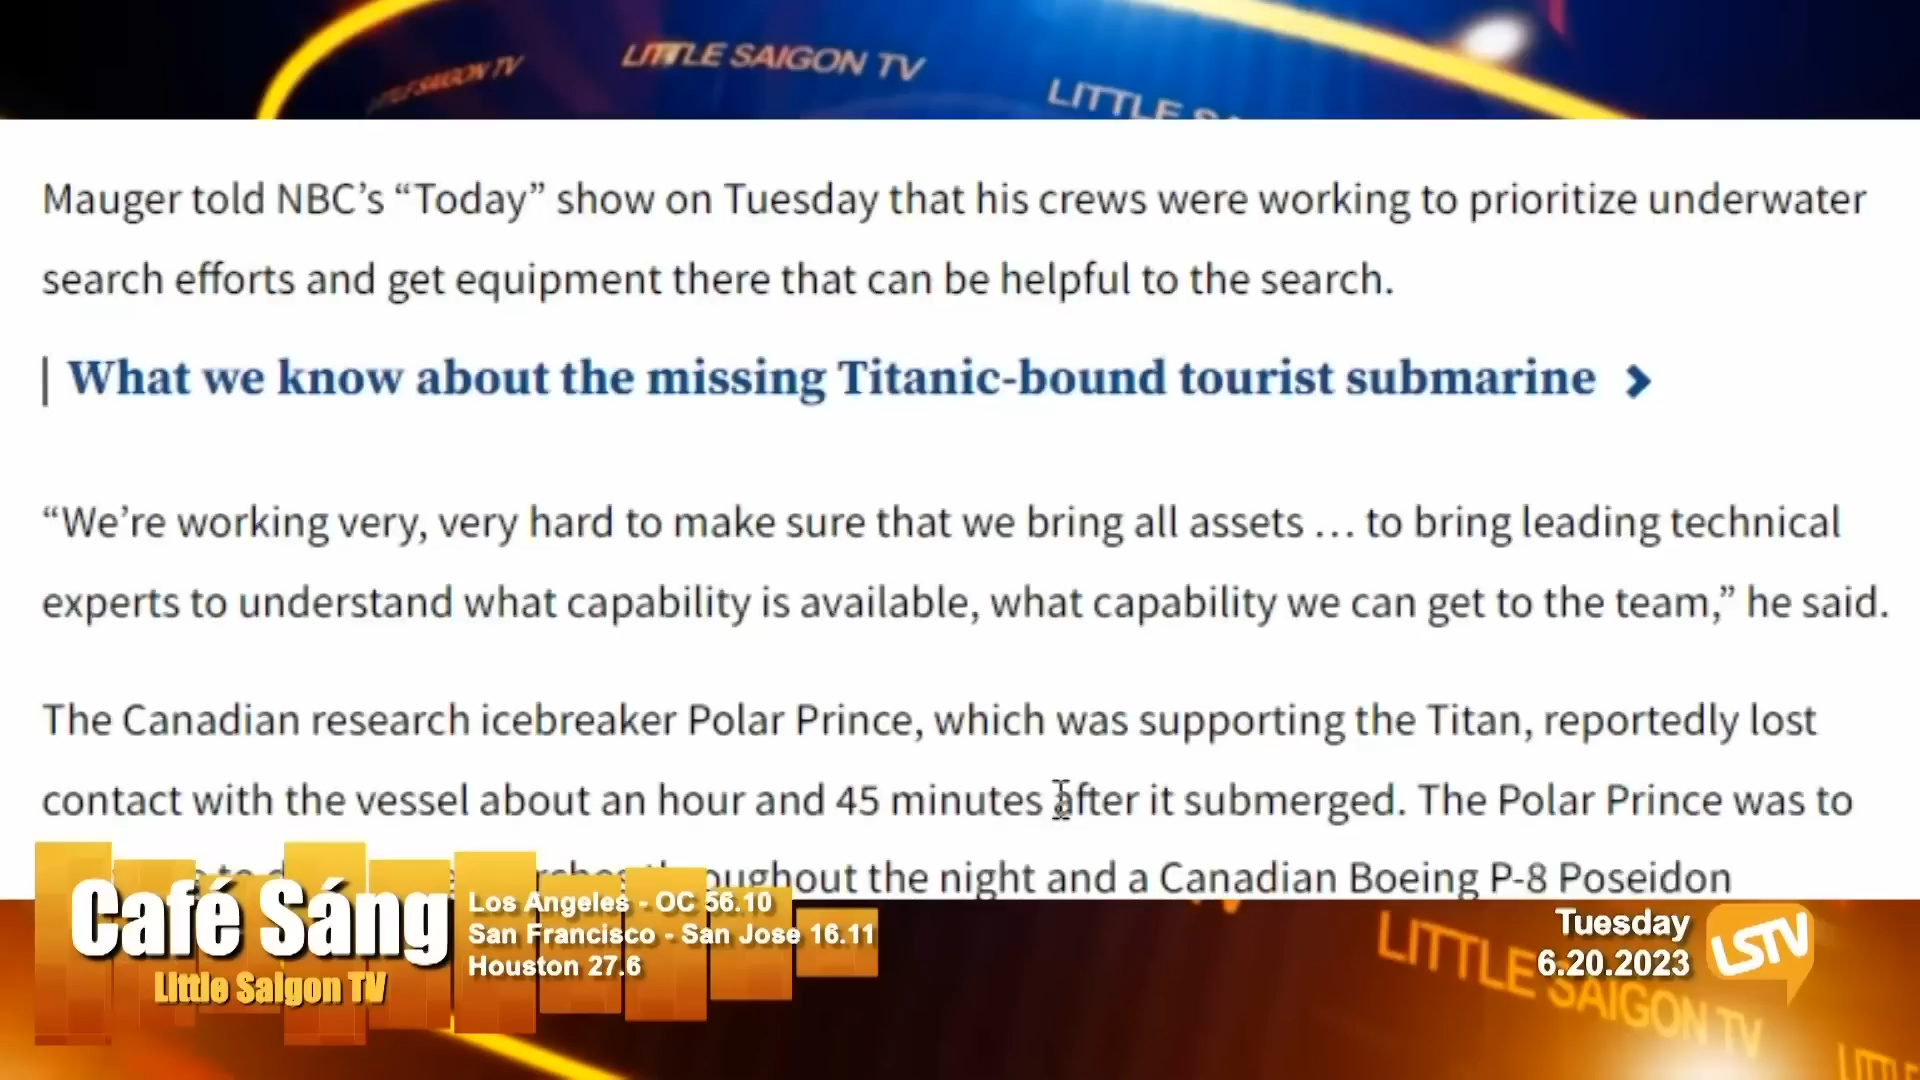 LITTLE SAIGON TV
LITTLE SAIGON TV
LITTLE
Mauger told NBC’s “Today” show on Tuesday that his crews were working to prioritize underwater
search efforts and get equipment there that can be helpful to the search.
| What we know about the missing Titanic-bound tourist submarine >
“We’re working very, very hard to make sure that we bring all assets … to bring leading technical
experts to understand what capability is available, what capability we can get to the team,” he said.
The Canadian research icebreaker Polar Prince, which was supporting the Titan, reportedly lost
contact with the vessel about an hour and 45 minutes after it submerged. The Polar Prince was to
the night and a Canadian Boeing P-8 Poseidon
Café Sáng
Little Saigon TV
Los Angeles - OC 56.10
San Francisco - San Jose 16.11
Houston 27.6
Tuesday
6.20.2023
LSTV
LITTLE SAIGON TV